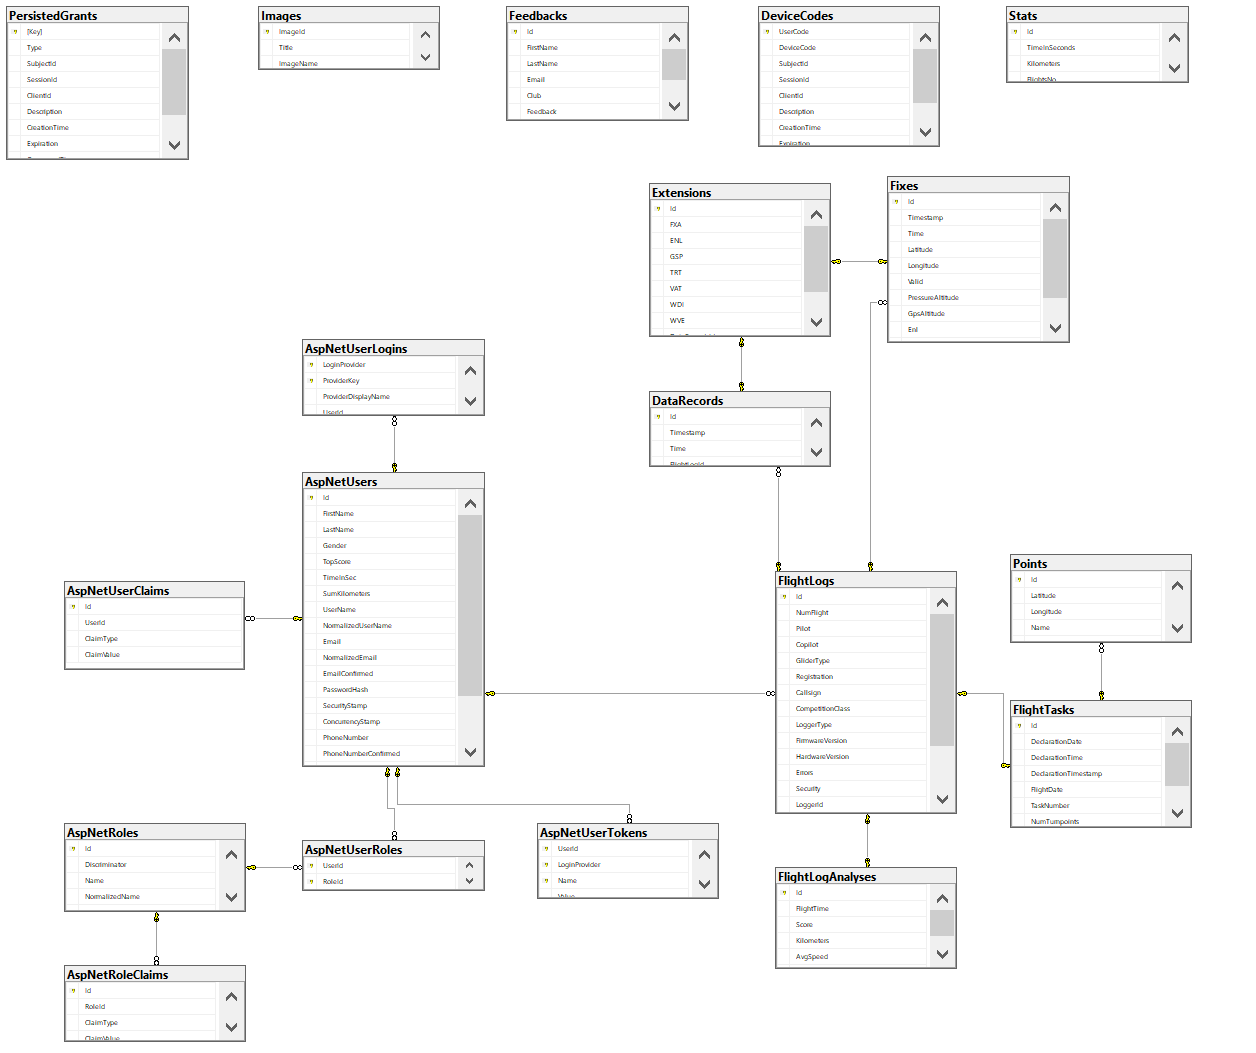 PersistedGrants
[Key]
Type
SubjectId
SessionId
ClientId
Description
CreationTime
Expiration
Images
ImageId
Title
ImageName
Feedbacks
Id
FirstName
LastName
Email
Club
Feedback
DeviceCodes
UserCode
DeviceCode
SubjectId
SessionId
ClientId
Description
CreationTime
Expiration
Stats
Id
TimeInSeconds
Kilometers
FlightsNo
Extensions
Id
FXA
ENL
GSP
TRT
VAT
WDI
WVE
Fixes
Id
Timestamp
Time
Latitude
Longitude
Valid
PressureAltitude
GpsAltitude
Enl
AspNetUserLogins
LoginProvider
ProviderKey
ProviderDisplayName
UserId
DataRecords
Id
Timestamp
Time
FlightLogId
AspNetUsers
Id
FirstName
LastName
Gender
TopScore
TimeInSec
SumKilometers
UserName
NormalizedUserName
Email
NormalizedEmail
EmailConfirmed
PasswordHash
SecurityStamp
ConcurrencyStamp
PhoneNumber
PhoneNumberConfirmed
AspNetUserClaims
Id
UserId
ClaimType
ClaimValue
FlightLogs
Id
NumFlight
Pilot
Copilot
GliderType
Registration
Callsign
CompetitionClass
LoggerType
FirmwareVersion
HardwareVersion
Errors
Security
LoggerId
Points
Id
Latitude
Longitude
Name
FlightTasks
Id
DeclarationDate
DeclarationTime
DeclarationTimestamp
FlightDate
TaskNumber
NumTurnpoints
AspNetRoles
Id
Discriminator
Name
NormalizedName
AspNetUserRoles
UserId
RoleId
AspNetUserTokens
UserId
LoginProvider
Name
Value
FlightLogAnalyses
Id
FlightTime
Score
Kilometers
AvgSpeed
AspNetRoleClaims
Id
RoleId
ClaimType
ClaimValue